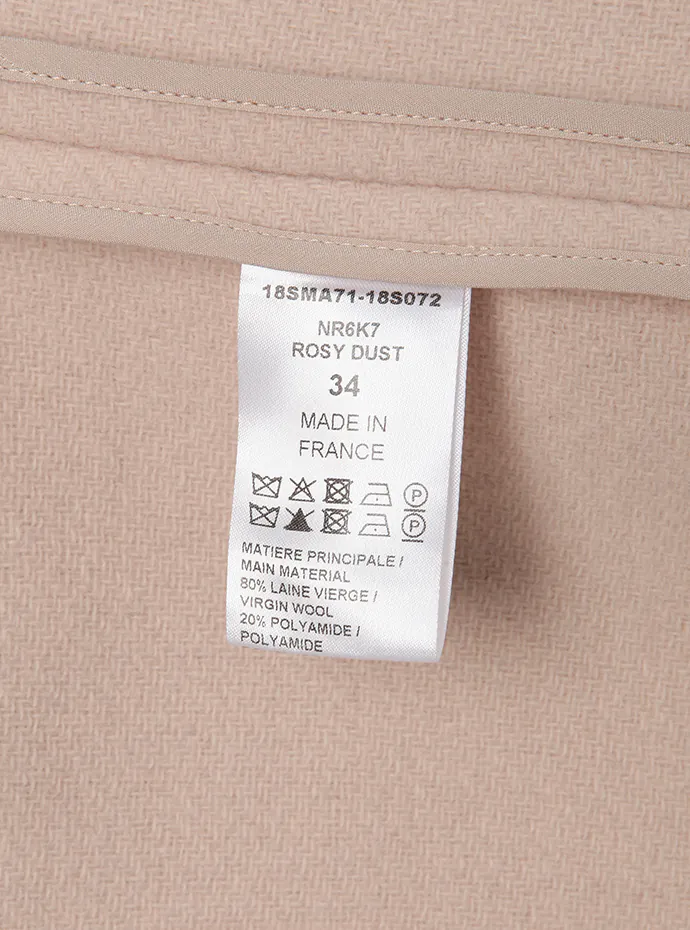 18SMA71-18S072
NR6K7
ROSY DUST
34
MADE IN
FRANCE
P
P
MATIERE PRINCIPALE /
MAIN MATERIAL
80% LAINE VIERGE /
VIRGIN WOOL
20% POLYAMIDE /
POLYAMIDE